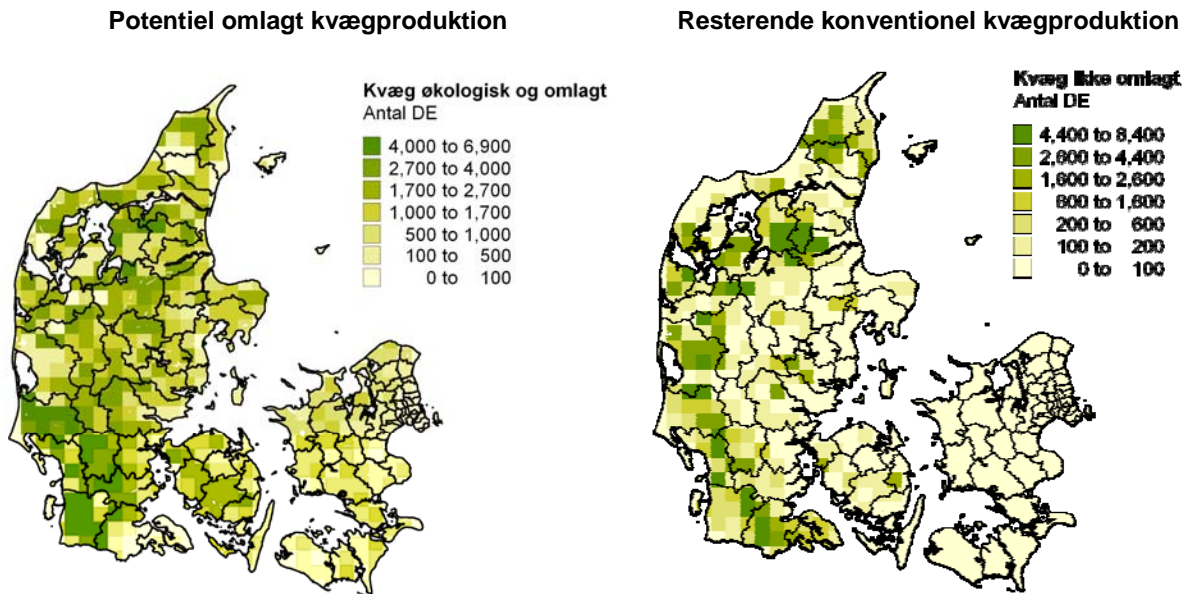 Potentiel omlagt kvægproduktion
Kvæg økologisk og omlagt
Antal DE
4,000 to 6,900
2,700 to 4,000
1,700 to 2,700
1,000 to 1,700
500 to 1,000
100 to 500
0 to 100
Resterende konventionel kvægproduktion
Kvæg ikke omlagt
Antal DE
4,400 to 8,400
2,600 to 4,400
1,600 to 2,600
600 to 1,600
200 to 600
100 to 200
0 to 100